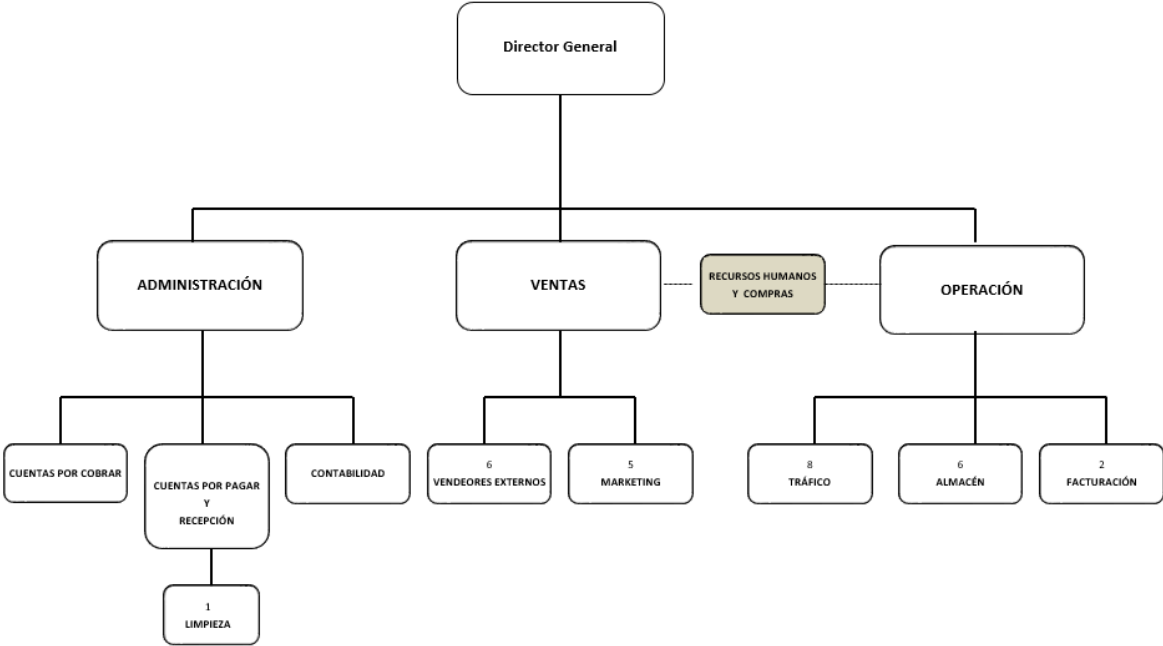 Director General
ADMINISTRACIÓN
VENTAS
RECURSOS HUMANOS
Y COMPRAS
OPERACIÓN
CUENTAS POR COBRAR
CUENTAS POR PAGAR
Y
RECEPCIÓN
CONTABILIDAD
6
VENDEORES EXTERNOS
5
MARKETING
8
TRÁFICO
6
ALMACÉN
2
FACTURACIÓN
1
LIMPIEZA